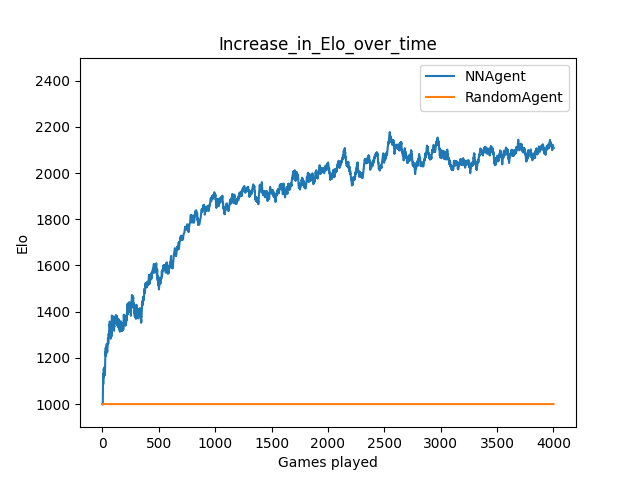 Increase_in_Elo_over_time
NNAgent
RandomAgent
2400
2200
2000
1800
1600
1400
1200
1000
Elo
0 500 1000 1500 2000 2500 3000 3500 4000
Games played